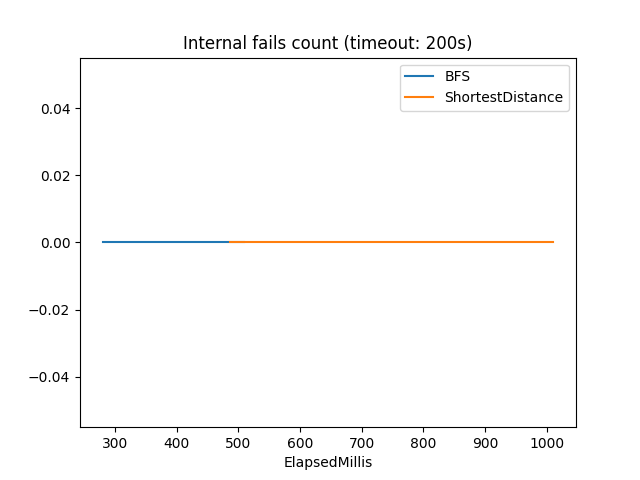 Internal fails count (timeout: 200s)
BFS
ShortestDistance
0.04
0.02
0.00
−0.02
−0.04
300 400 500 600 700 800 900 1000
ElapsedMillis